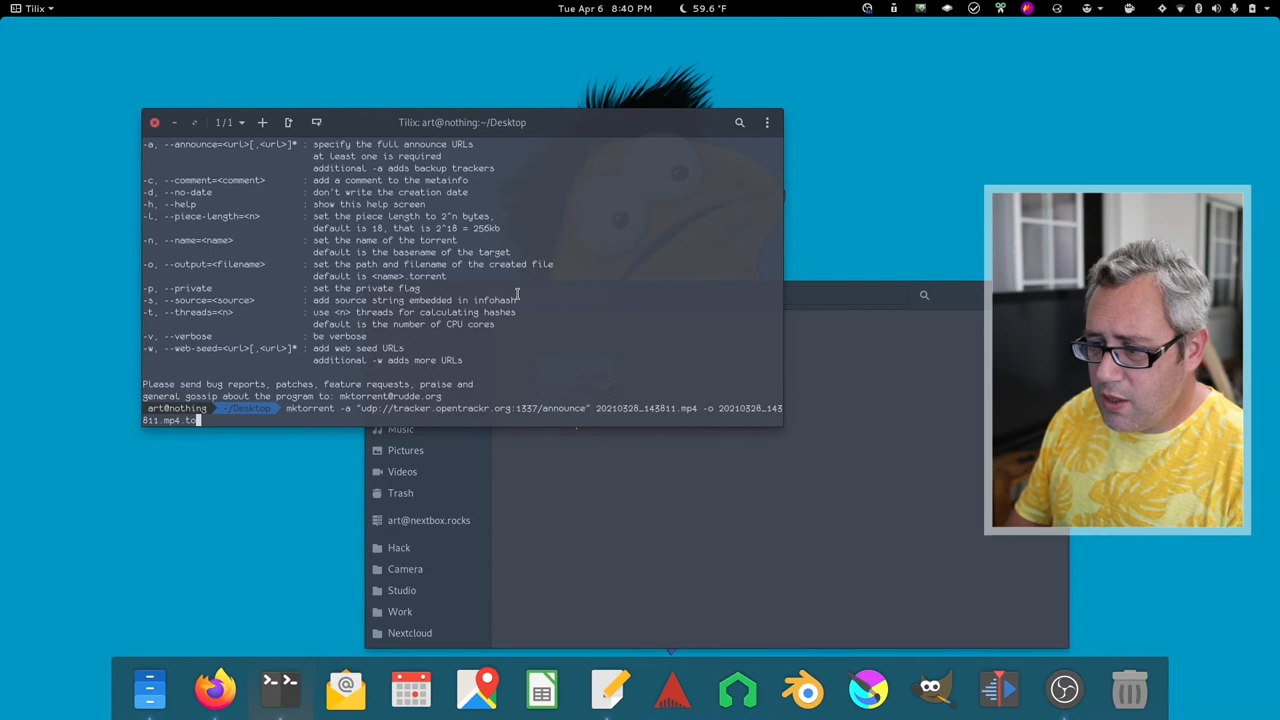 Tilix
Tue Apr 6 8:40 PM
59.6 °F
1/1
Tilix: art@nothing:~/Desktop
-a, --announce=<url>[,<url>]* : specify the full announce URLs
at least one is required
additional -a adds backup trackers
-c, --comment=<comment> : add a comment to the metainfo
-d, --no-date : don't write the creation date
-h, --help : show this help screen
-l, --piece-length=<n> : set the piece length to 2^n bytes,
default is 18, that is 2^18 = 256kb
-n, --name=<name> : set the name of the torrent
default is the basename of the target
-o, --output=<filename> : set the path and filename of the created file
default is <name>.torrent
-p, --private : set the private flag
-s, --source=<source> : add source string embedded in infohash
-t, --threads=<n> : use <n> threads for calculating hashes
default is the number of CPU cores
-v, --verbose : be verbose
-w, --web-seed=<url>[,<url>]* : add web seed URLs
additional -w adds more URLs
Please send bug reports, patches, feature requests, praise and
general gossip about the program to: mktorrent@rudde.org
art@nothing ~/Desktop mktorrent -a "udp://tracker.opentrackr.org:1337/announce" 20210328_143811.mp4 -o 20210328_143
811.mp4.to
Music
Pictures
Videos
Trash
art@nextbox.rocks
Hack
Camera
Studio
Work
Nextcloud